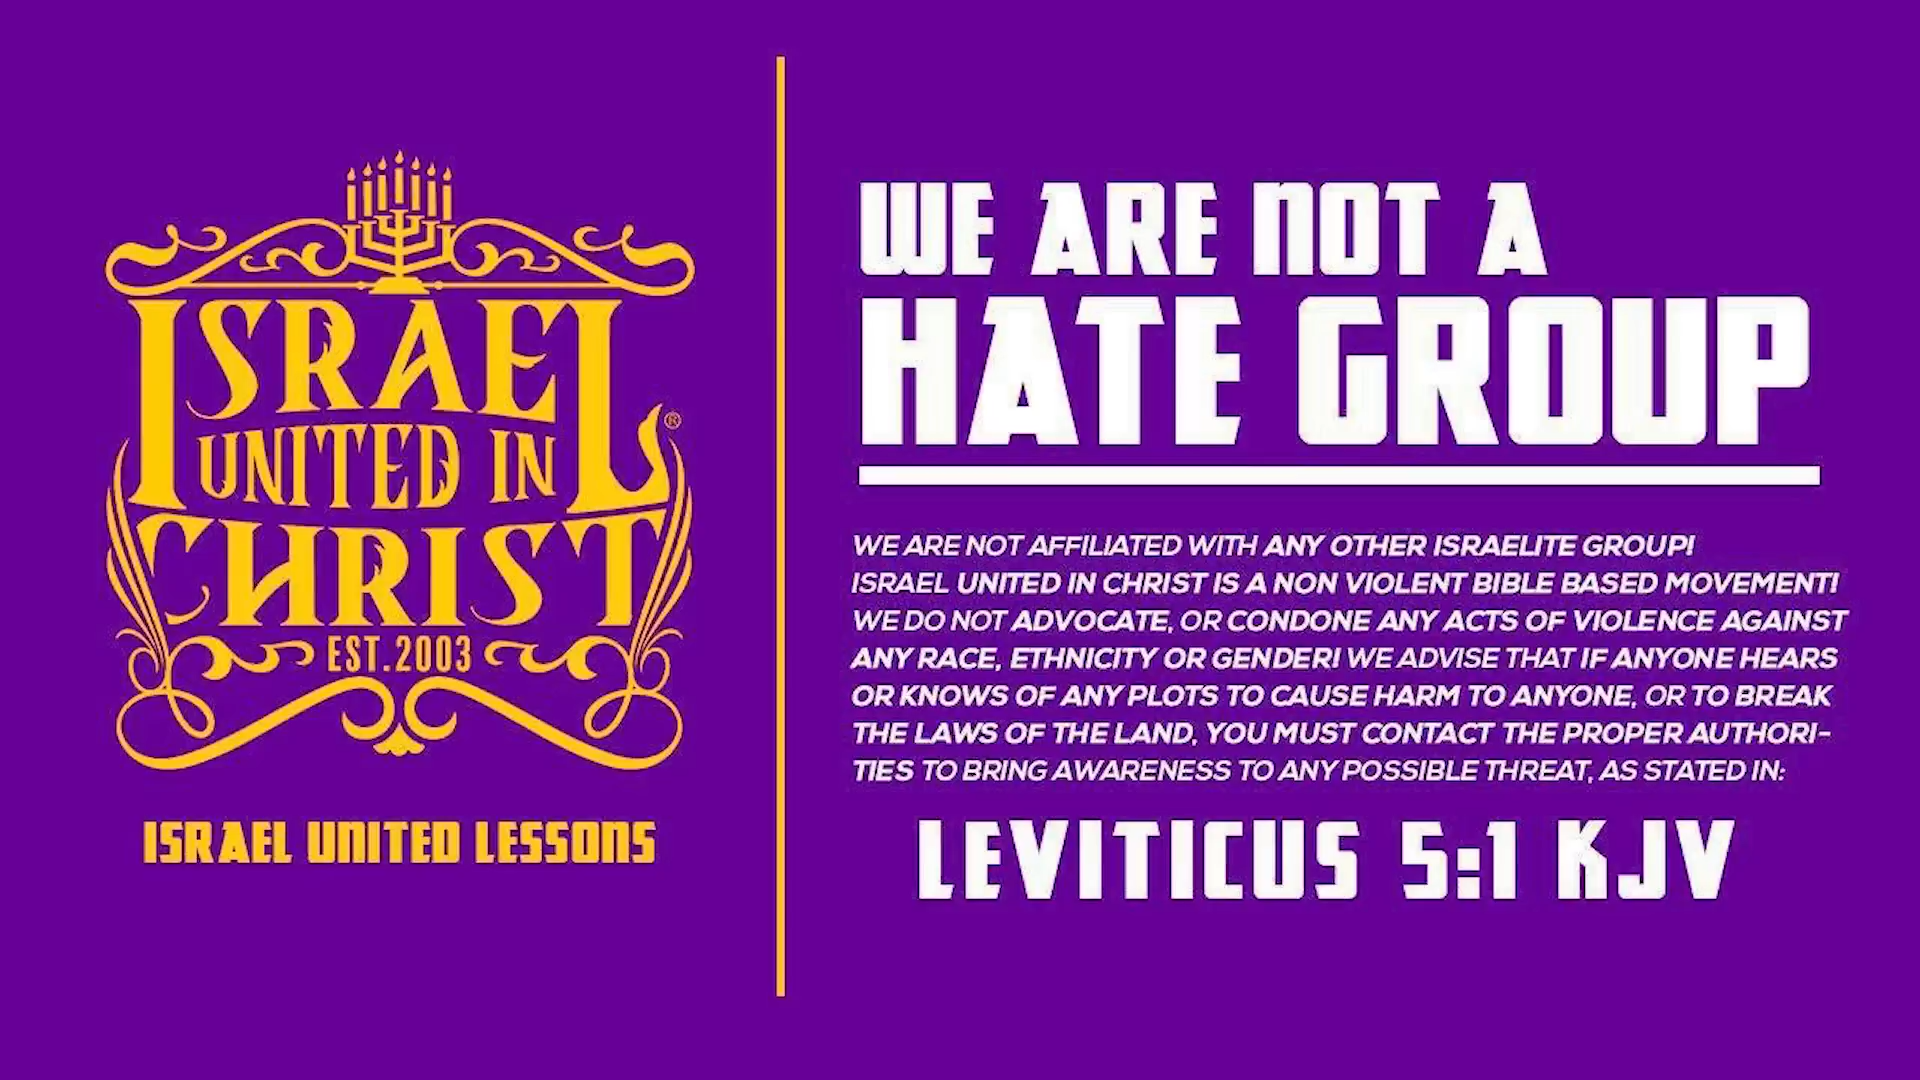 ISRAEL
UNITED IN
CHRIST
®
EST.2003
ISRAEL UNITED LESSONS
WE ARE NOT A
HATE GROUP
WE ARE NOT AFFILIATED WITH ANY OTHER ISRAELITE GROUP!
ISRAEL UNITED IN CHRIST IS A NON VIOLENT BIBLE BASED MOVEMENT!
WE DO NOT ADVOCATE, OR CONDONE ANY ACTS OF VIOLENCE AGAINST
ANY RACE, ETHNICITY OR GENDER! WE ADVISE THAT IF ANYONE HEARS
OR KNOWS OF ANY PLOTS TO CAUSE HARM TO ANYONE, OR TO BREAK
THE LAWS OF THE LAND, YOU MUST CONTACT THE PROPER AUTHORI-
TIES TO BRING AWARENESS TO ANY POSSIBLE THREAT, AS STATED IN:
LEVITICUS 5:1 KJV